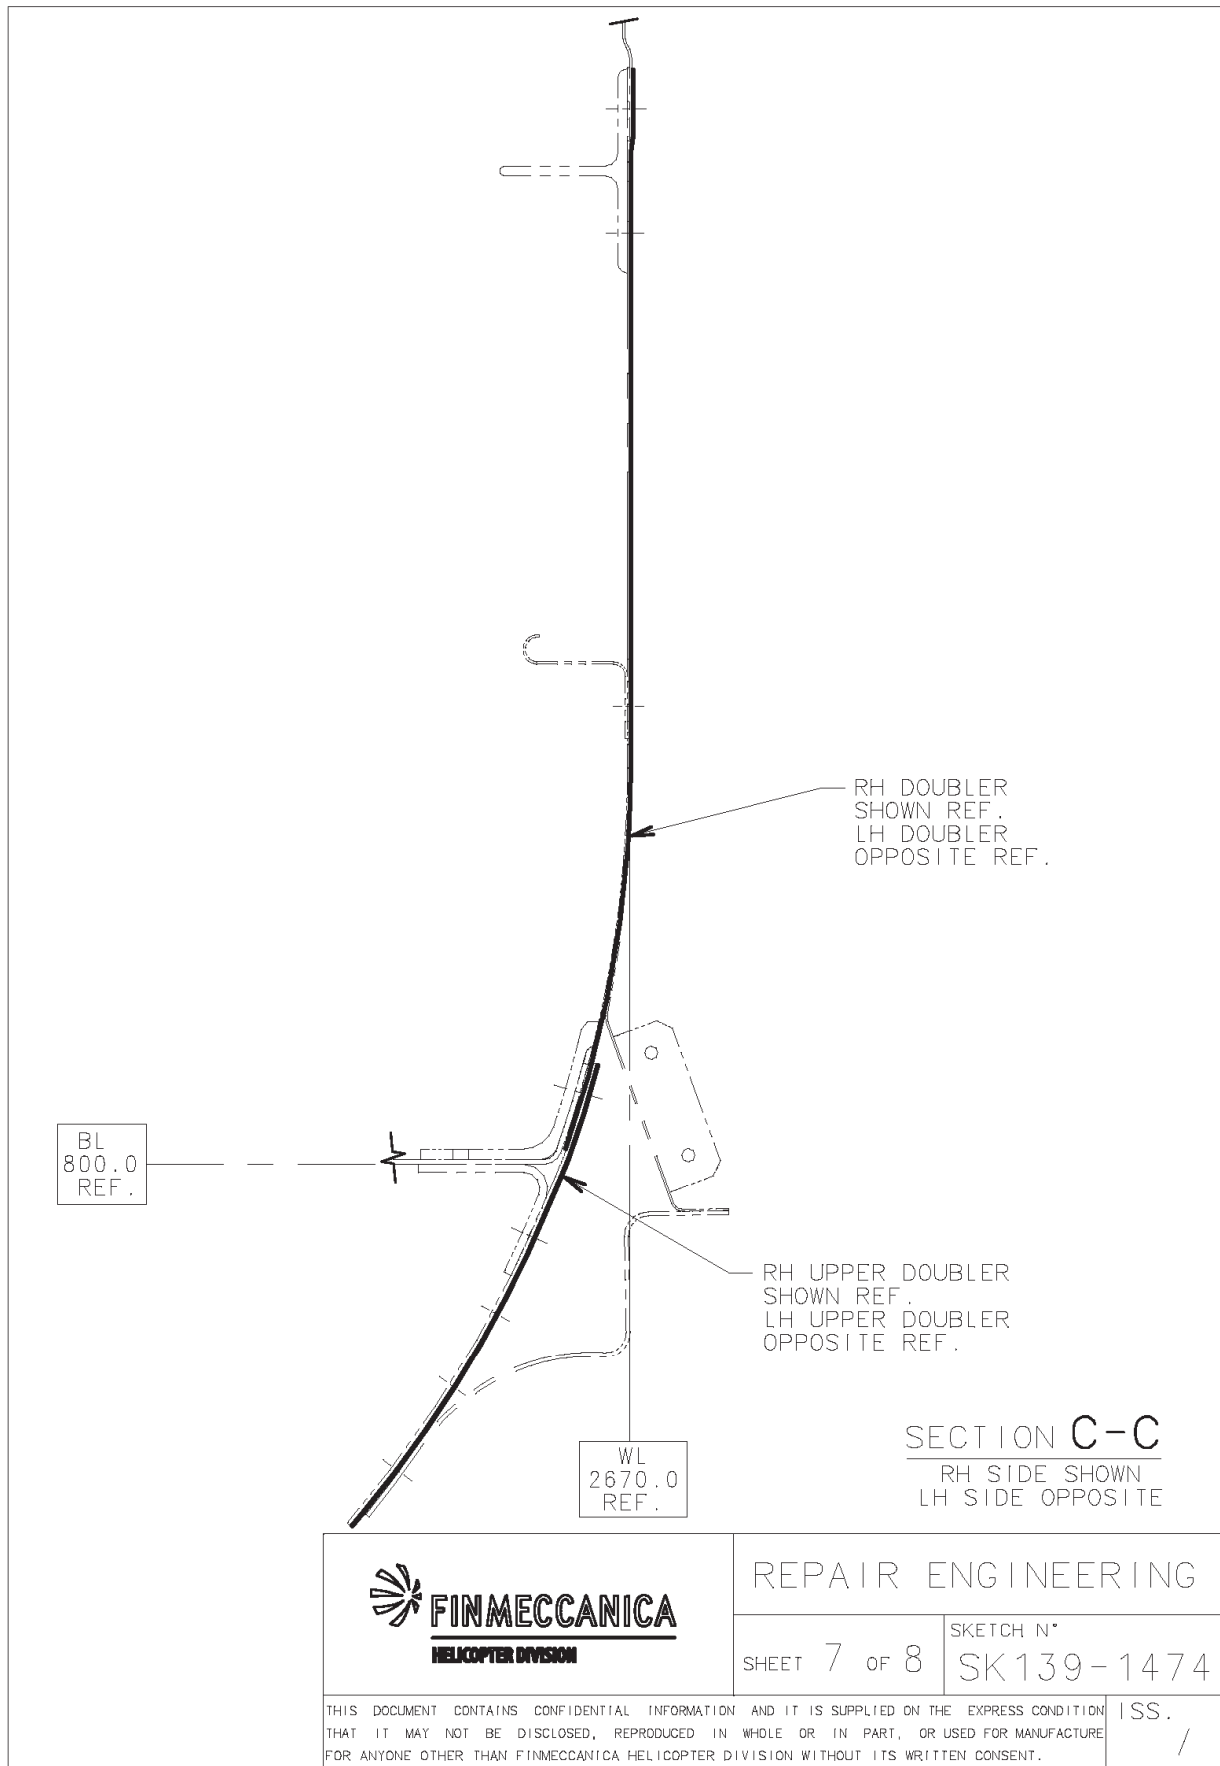 RH DOUBLER
SHOWN REF.
LH DOUBLER
OPPOSITE REF.
BL
800.0
REF.
RH UPPER DOUBLER
SHOWN REF.
LH UPPER DOUBLER
OPPOSITE REF.
WL
2670.0
REF.
SECTION C-C
RH SIDE SHOWN
LH SIDE OPPOSITE
FINMECCANICA
HELICOPTER DIVISION
REPAIR ENGINEERING
SHEET 7 OF 8
SKETCH N°
SK139-1474
THIS DOCUMENT CONTAINS CONFIDENTIAL INFORMATION AND IT IS SUPPLIED ON THE EXPRESS CONDITION
THAT IT MAY NOT BE DISCLOSED, REPRODUCED IN WHOLE OR IN PART, OR USED FOR MANUFACTURE
FOR ANYONE OTHER THAN FINMECCANICA HELICOPTER DIVISION WITHOUT ITS WRITTEN CONSENT.
ISS.
/